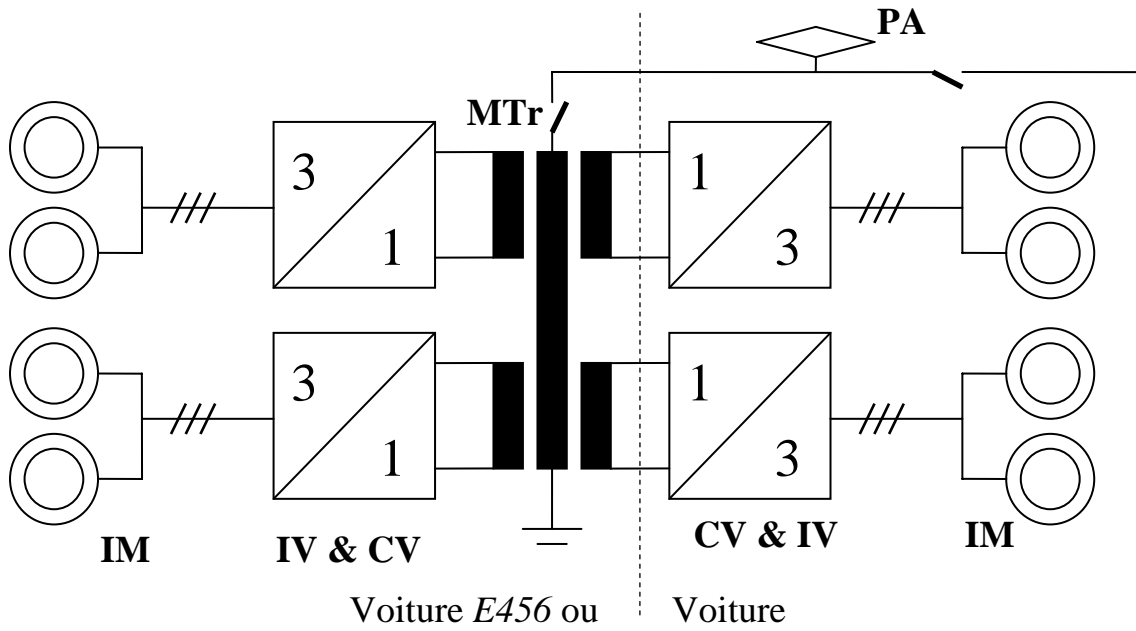 PA
MTr
3
1
1
3
3
1
1
3
IM
IV & CV
CV & IV
IM
Voiture E456 ou
Voiture